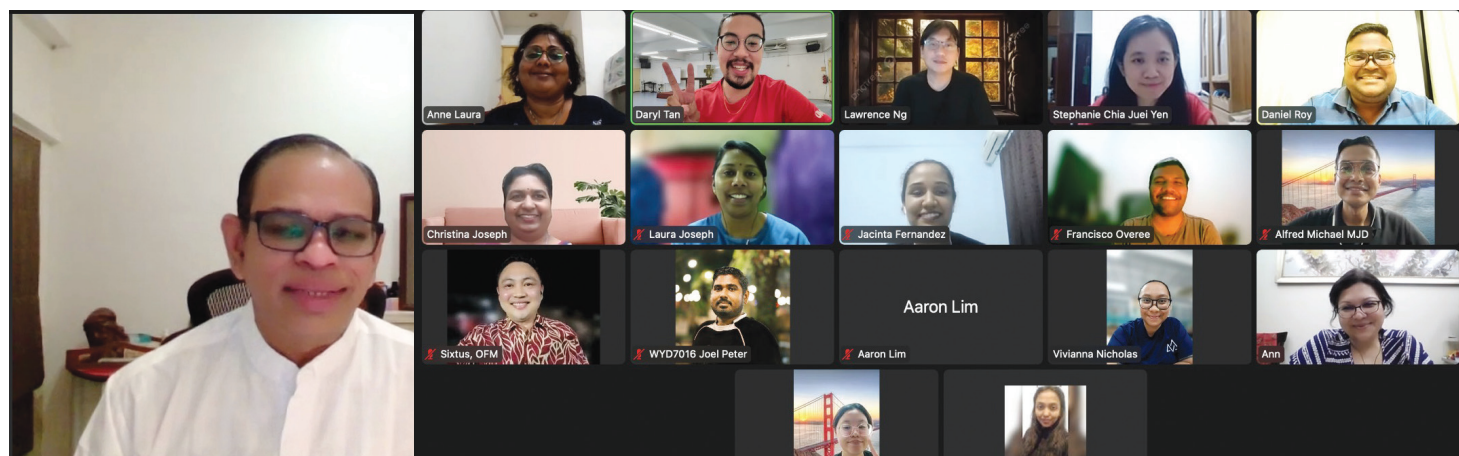 Anne Laura
Daryl Tan
Lawrence Ng
Stephanie Chia Juei Yen
Daniel Roy
Christina Joseph
Laura Joseph
Jacinta Fernandez
Francisco Overee
Alfred Michael MJD
Sixtus, OFM
WYD7016 Joel Peter
Aaron Lim
Aaron Lim
Vivianna Nicholas
Ann